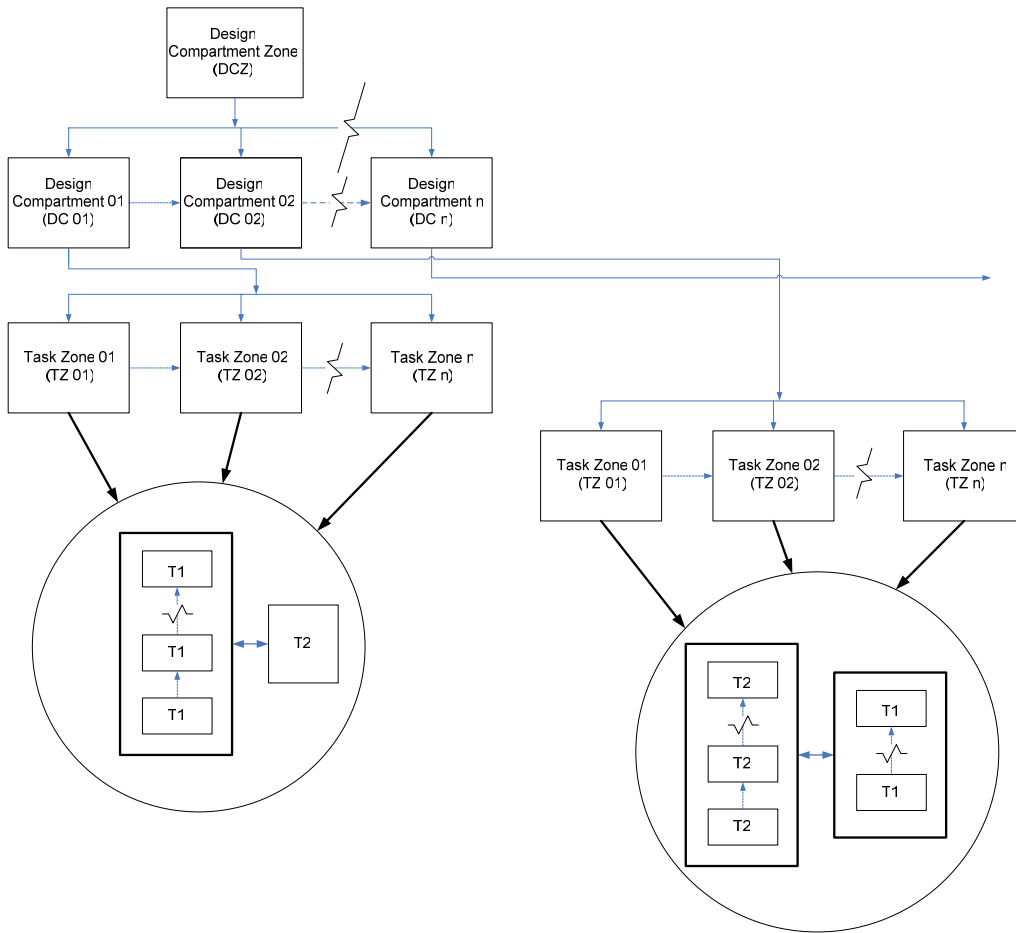 Design
Compartment Zone
(DCZ)
Design
Compartment 01
(DC 01)
Design
Compartment 02
(DC 02)
Design
Compartment n
(DC n)
Task Zone 01
(TZ 01)
Task Zone 02
(TZ 02)
Task Zone n
(TZ n)
Task Zone 01
(TZ 01)
Task Zone 02
(TZ 02)
Task Zone n
(TZ n)
T1
T1
T1
T2
T2
T2
T2
T1
T1